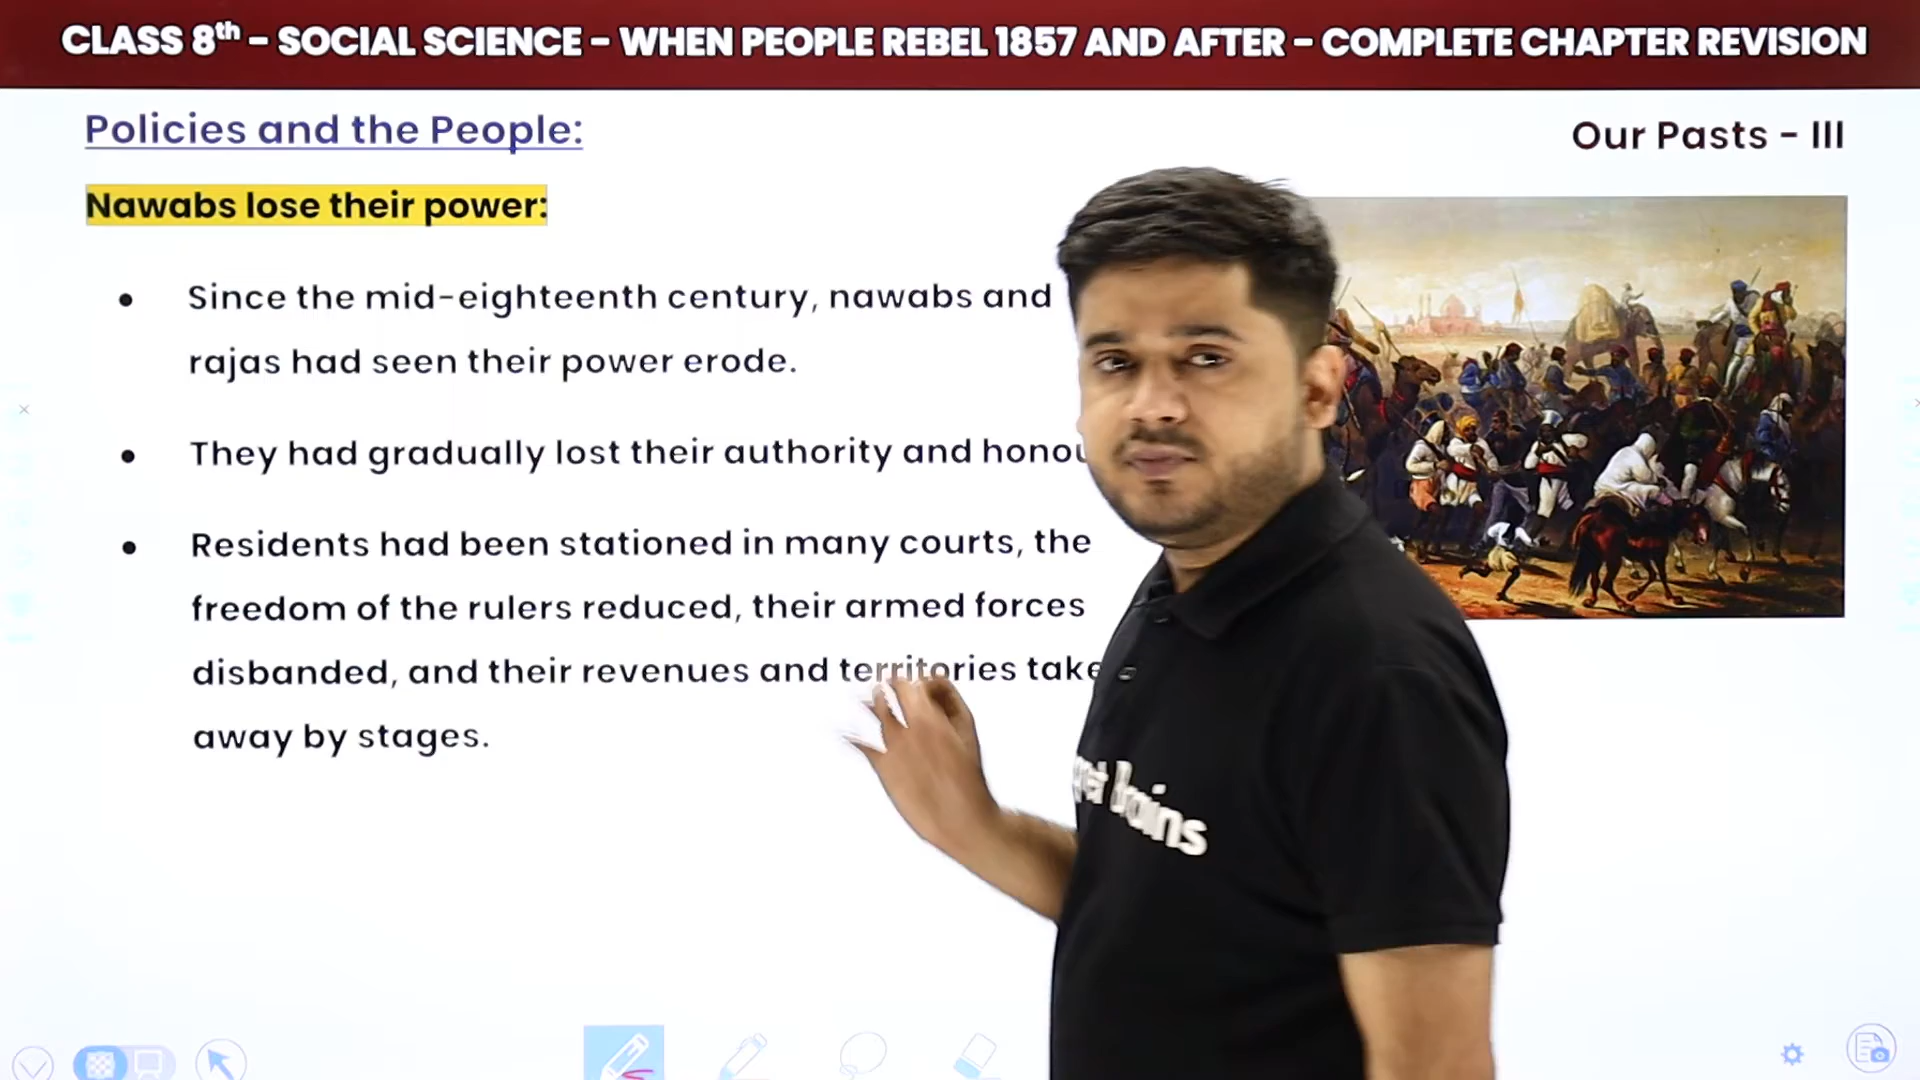 CLASS 8th - SOCIAL SCIENCE - WHEN PEOPLE REBEL 1857 AND AFTER - COMPLETE CHAPTER REVISION
Policies and the People:
Our Pasts - III
Nawabs lose their power:
• Since the mid-eighteenth century, nawabs and
rajas had seen their power erode.
• They had gradually lost their authority and
• Residents had been stationed in many courts, the
freedom of the rulers reduced, their armed forces
disbanded, and their revenues and territories
away by stages.
Brains